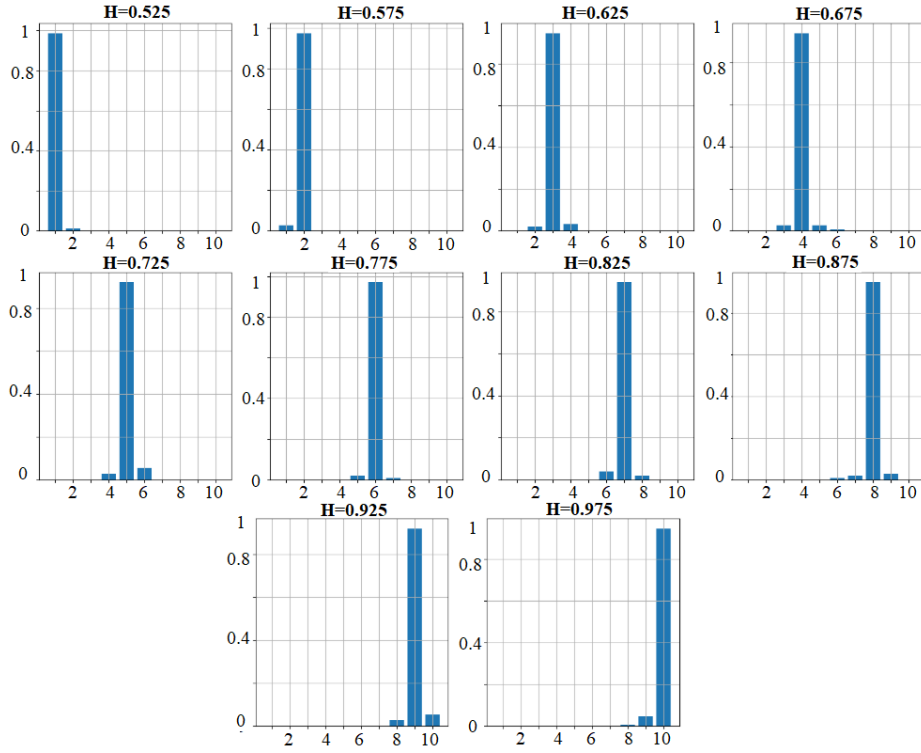 H=0.525 H=0.575 H=0.625 H=0.675
1 1 1 1
0.8 0.8 0.8 0.8
0.4 0.4 0.4 0.4
0 0 0 0
2 4 6 8 10 2 4 6 8 10 2 4 6 8 10 2 4 6 8 10
H=0.725 H=0.775 H=0.825 H=0.875
1 1 1 1
0.8 0.8 0.8 0.8
0.4 0.4 0.4 0.4
0 0 0 0
2 4 6 8 10 2 4 6 8 10 2 4 6 8 10 2 4 6 8 10
H=0.925 H=0.975
1 1
0.8 0.8
0.4 0.4
0 0
2 4 6 8 10 2 4 6 8 10